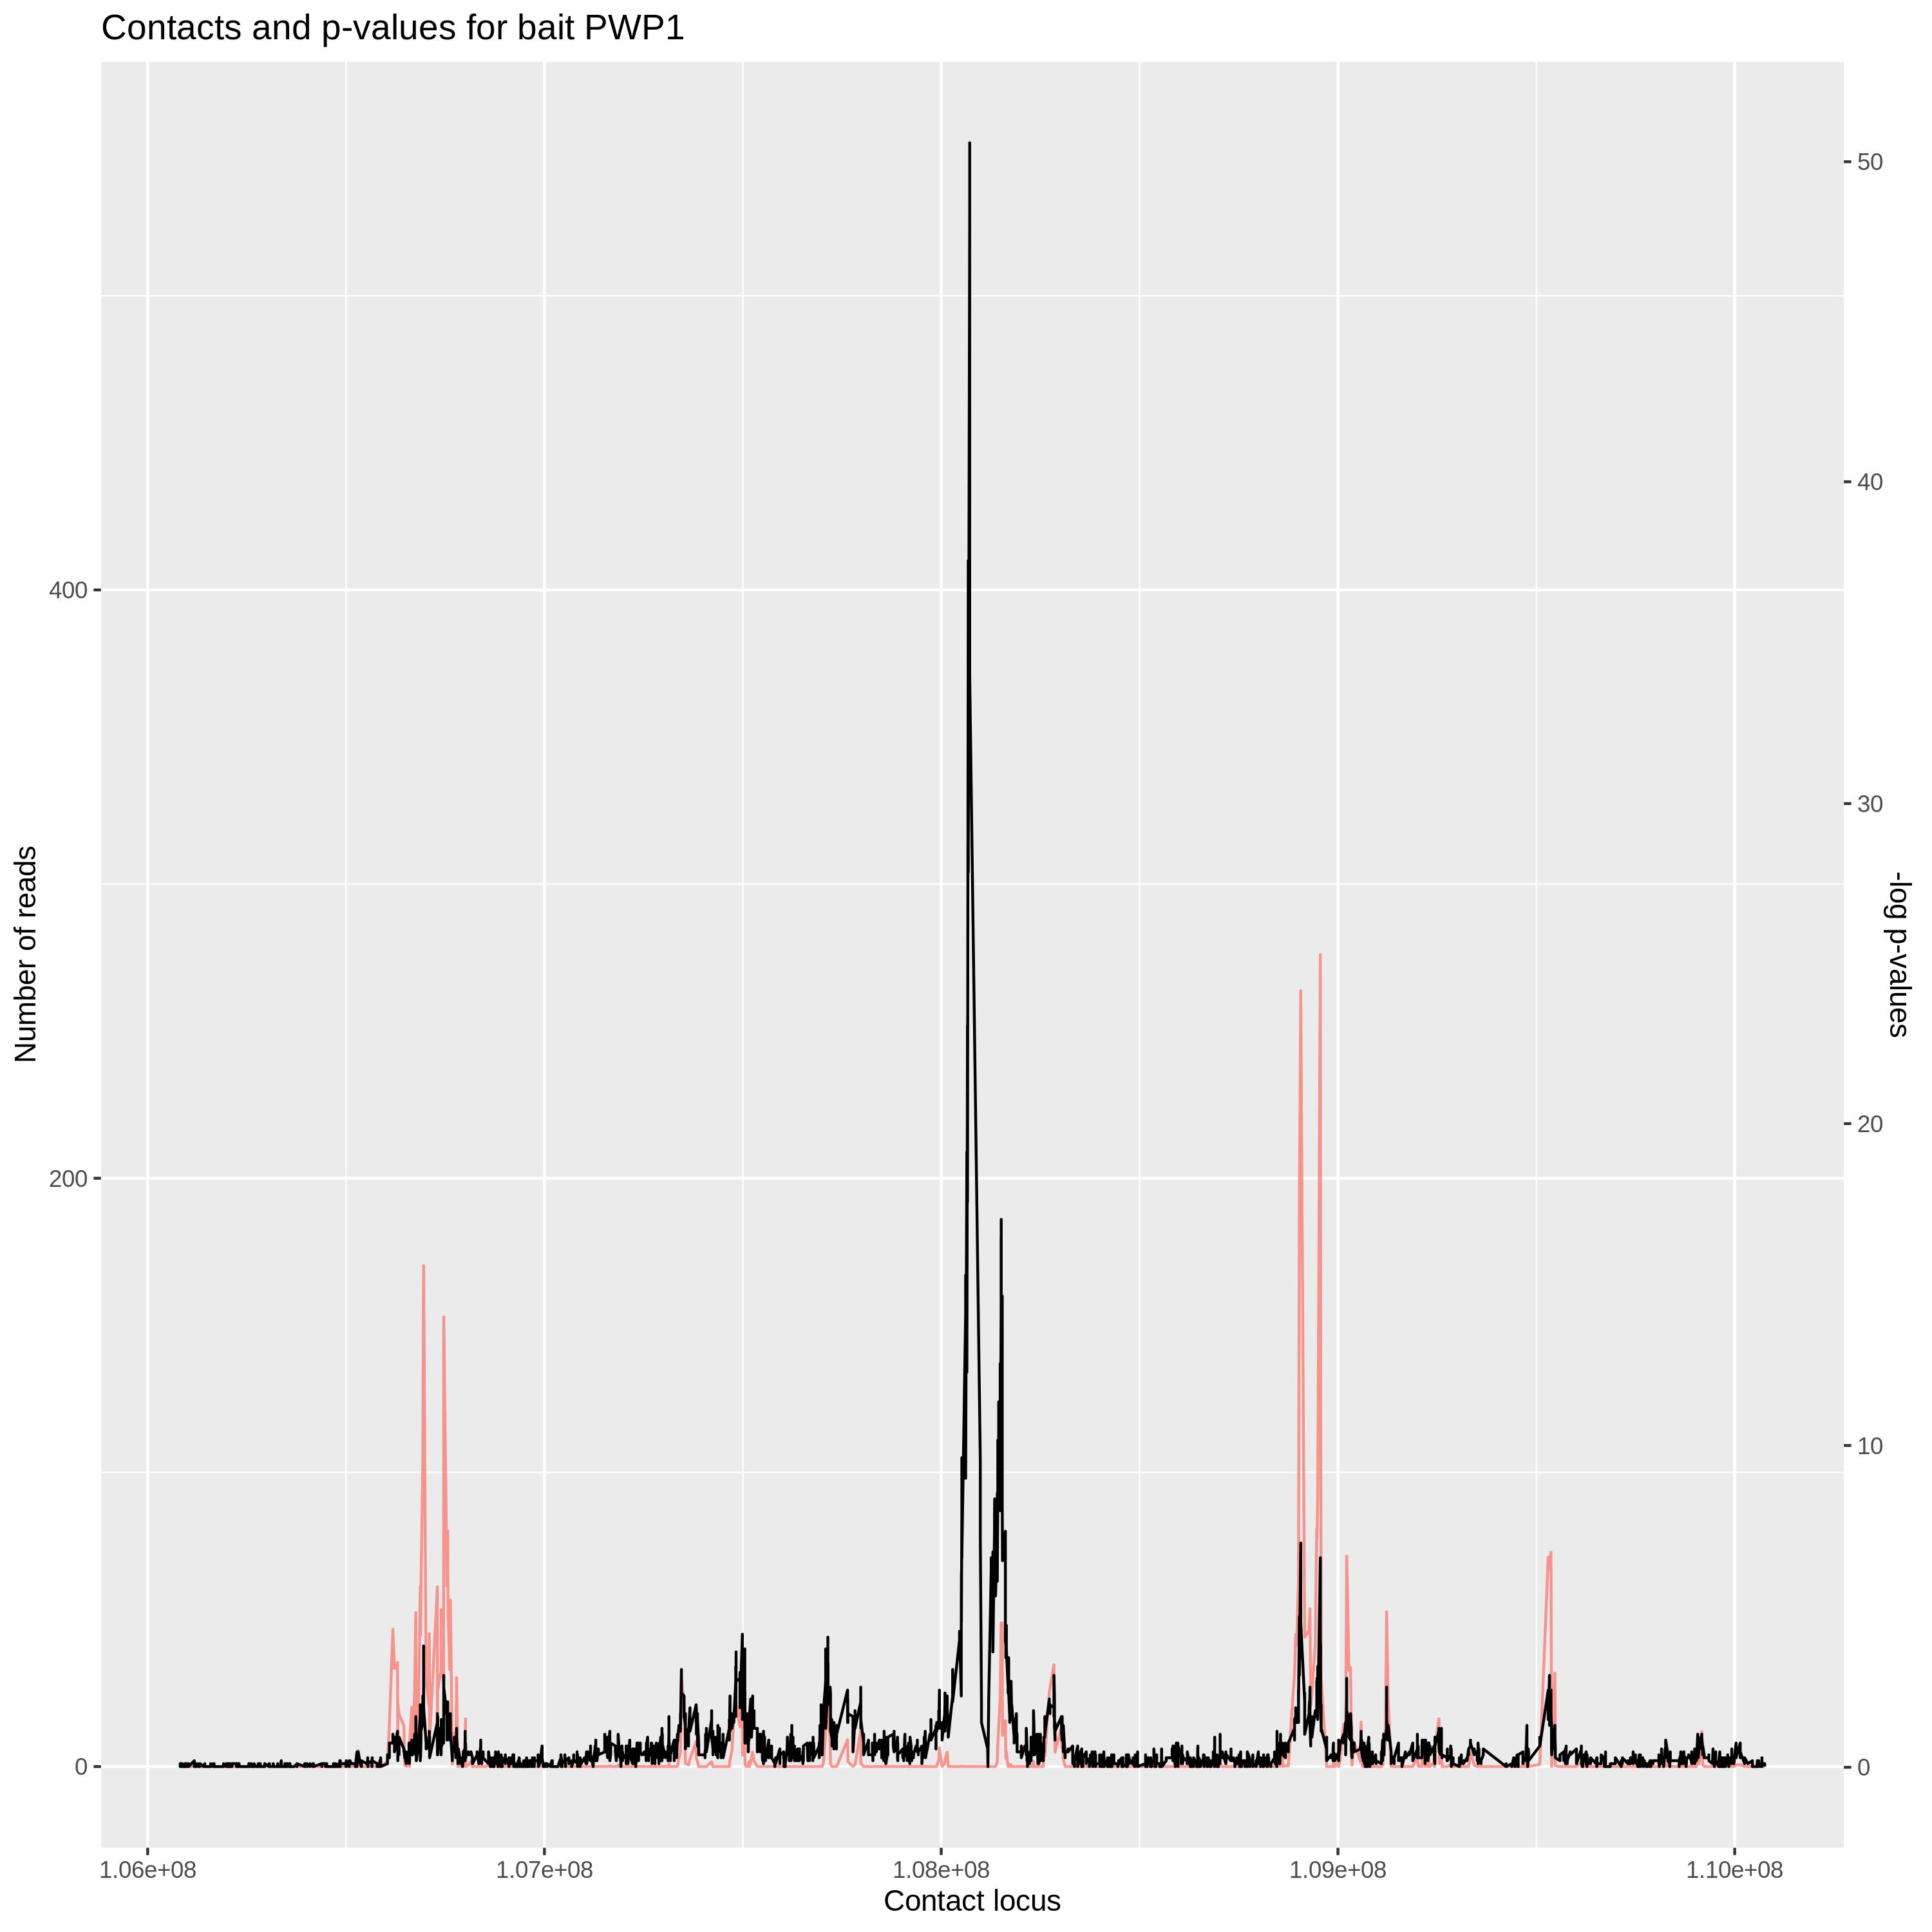 Contacts and p-values for bait PWP1
Number of reads
400
200
0
50
40
30
20
10
0
-log p-values
1.06e+08 1.07e+08 1.08e+08 1.09e+08 1.10e+08
Contact locus